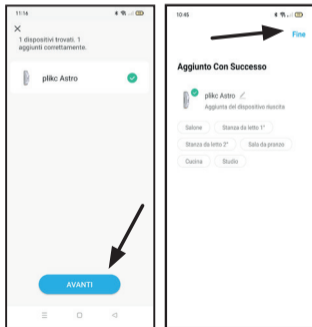 11:16
1 dispositivi trovati. 1
aggiunti correttamente.
plikc Astro
AVANTI
10:46
Fine
Aggiunto Con Successo
plikc Astro
Aggiunta del dispositivo riuscita
Salone
Stanza da letto 1°
Stanza da letto 2°
Sala da pranzo
Cucina
Studio